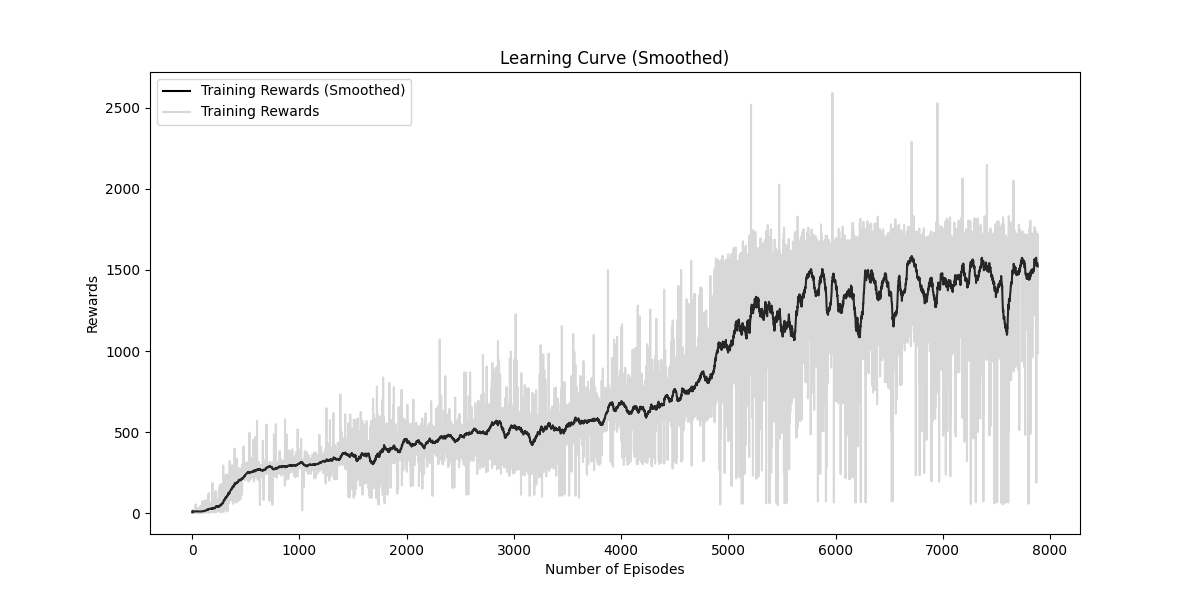 Learning Curve (Smoothed)
Training Rewards (Smoothed)
Training Rewards
2500
2000
1500
1000
500
0
Rewards
0 1000 2000 3000 4000 5000 6000 7000 8000
Number of Episodes